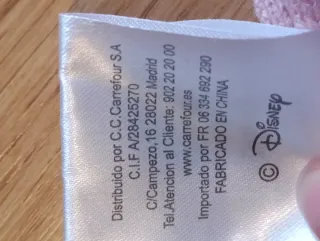 Distribuido por C.C.Carrefour S.A
C.I.F A/28425270
C/Campezo,16 28022 Madrid
Tel.Atencion al Cliente: 902 20 20 00
www.carrefour.es
Importado por FR 06 334 692 290
FABRICADO EN CHINA
© Disney